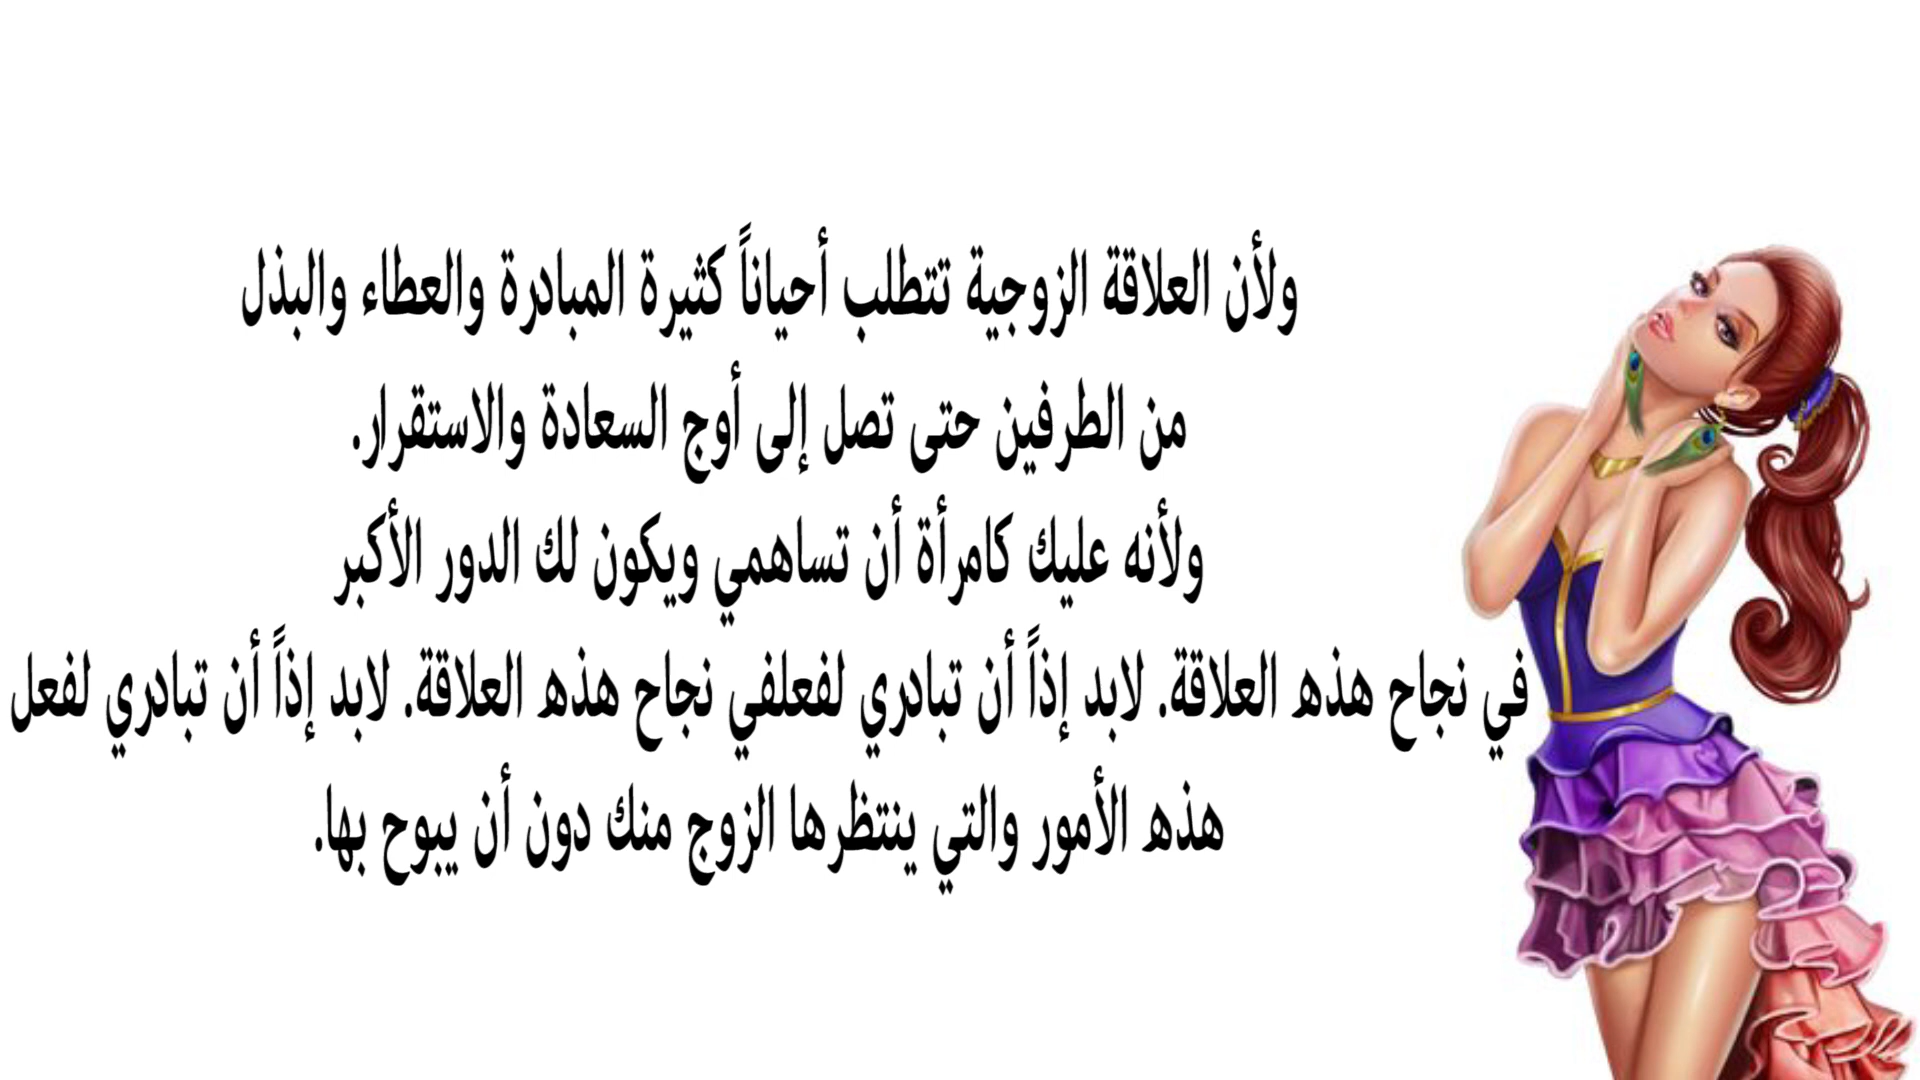 ولأن العلاقة الزوجية تتطلب أحياناً كثيرة المبادرة والعطاء والبذل
من الطرفين حتى تصل إلى أوج السعادة والاستقرار.
ولأنه عليك كامرأة أن تساهمي ويكون لك الدور الأكبر
في نجاح هذه العلاقة. لابد إذاً أن تبادري لفعلفي نجاح هذه العلاقة. لابد إذاً أن تبادري لفعل
هذه الأمور والتي ينتظرها الزوج منك دون أن يبوح بها.